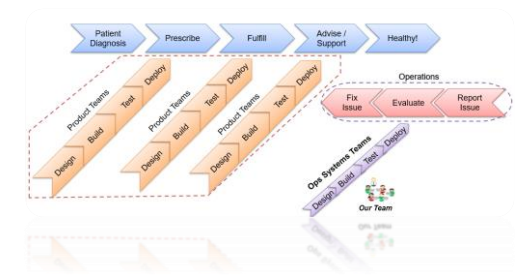 Patient
Diagnosis
Prescribe
Fulfill
Advise /
Support
Healthy!
Operations
Fix
Issue
Evaluate
Report
Issue
Product Teams
Design
Build
Test
Deploy
Product Teams
Design
Build
Test
Deploy
Product Teams
Design
Build
Test
Deploy
Ops Systems Teams
Design
Build
Test
Deploy
Our Team